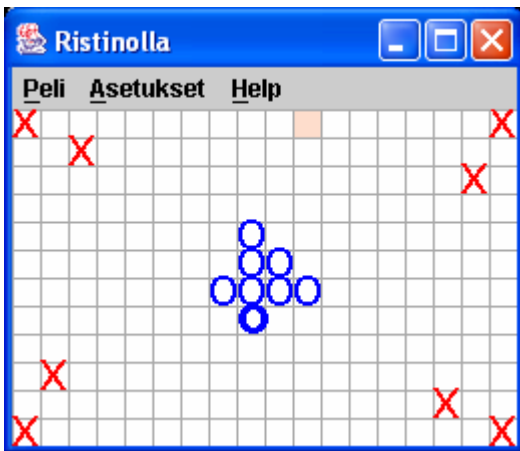 Ristinolla
Peli Asetukset Help
X X
X
X
O
O O
O O O O
O
X
X
X X